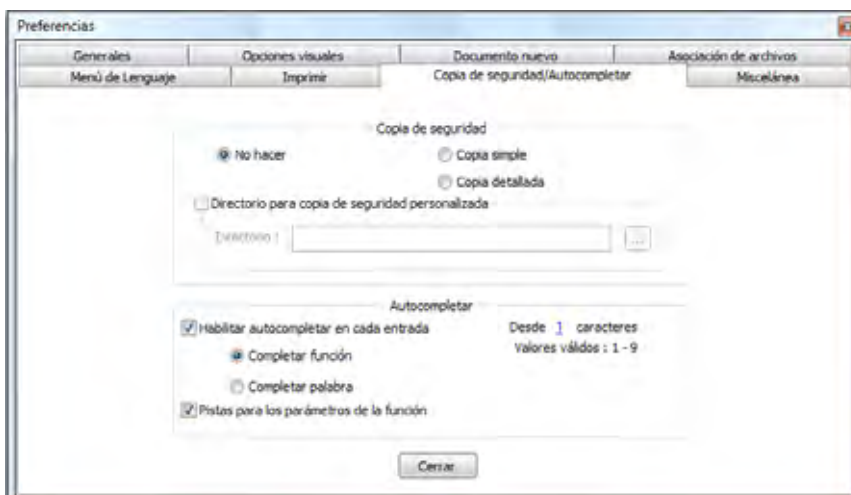 Preferencias
Generales Opciones visuales Documento nuevo Asociación de archivos
Menú de Lenguaje Imprimir Copia de seguridad/Autocompletar Miscelánea
Copia de seguridad
No hacer Copia simple
Copia detallada
Directorio para copia de seguridad personalizada
Directorio : ...
Autocompletar
Habilitar autocompletar en cada entrada Desde 1 caracteres
Completar función Valores válidos : 1 - 9
Completar palabra
Pistas para los parámetros de la función
Cerrar